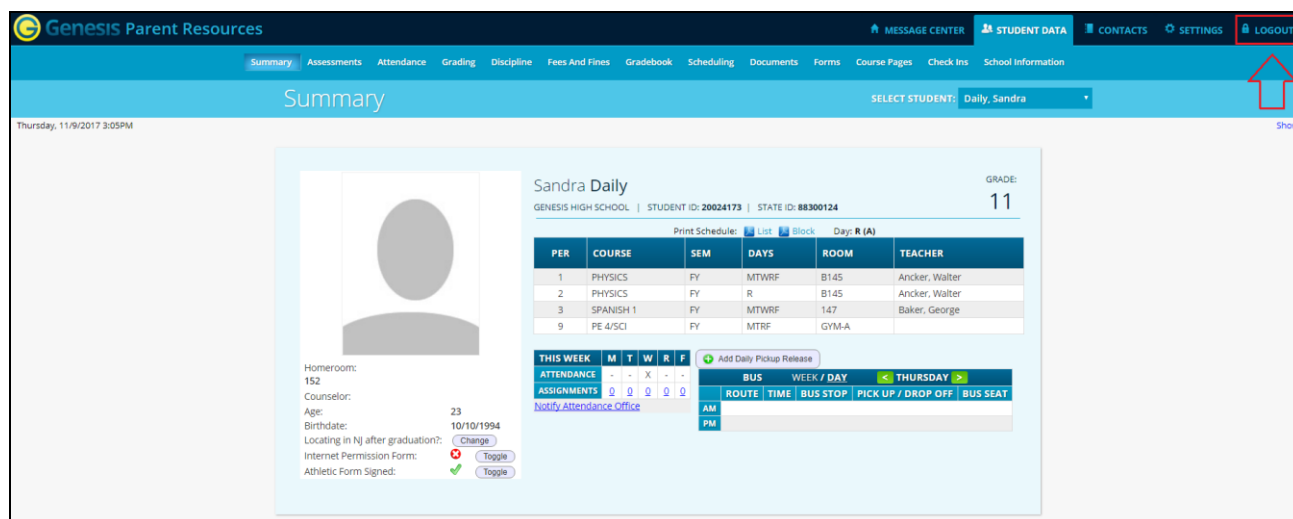 Genesis Parent Resources
MESSAGE CENTER STUDENT DATA CONTACTS SETTINGS LOGOUT
Summary Assessments Attendance Grading Discipline Fees And Fines Gradebook Scheduling Documents Forms Course Pages Check Ins School Information
Summary
SELECT STUDENT: Daily, Sandra
Thursday, 11/9/2017 3:05PM
Sandra Daily
GRADE:
11
GENESIS HIGH SCHOOL | STUDENT ID: 20024173 | STATE ID: 88300124
Print Schedule: List Block Day: R (A)
PER COURSE SEM DAYS ROOM TEACHER
1 PHYSICS FY MTWRF B145 Ancker, Walter
2 PHYSICS FY R B145 Ancker, Walter
3 SPANISH 1 FY MTWRF 147 Baker, George
9 PE 4/SCI FY MTRF GYM-A
THIS WEEK M T W R F
ATTENDANCE - - X - -
ASSIGNMENTS 0 0 0 0 0
Notify Attendance Office
Add Daily Pickup Release
BUS WEEK / DAY < THURSDAY >
ROUTE TIME BUS STOP PICK UP / DROP OFF BUS SEAT
AM
PM
Homeroom:
152
Counselor:
Age: 23
Birthdate: 10/10/1994
Locating in NJ after graduation?: Change
Internet Permission Form: Toggle
Athletic Form Signed: Toggle